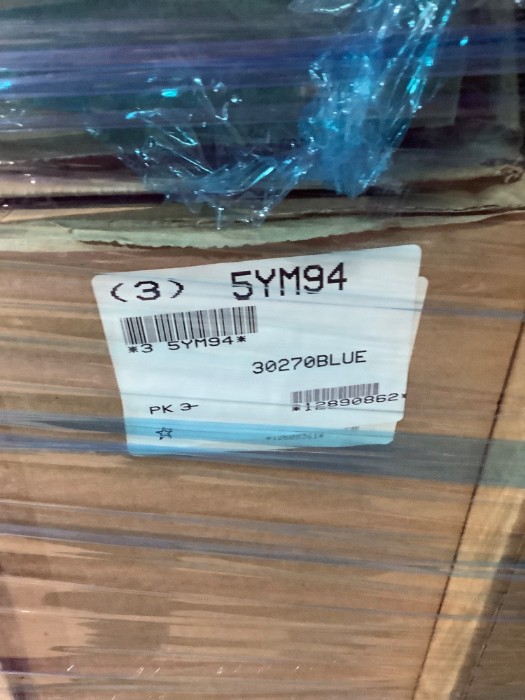 (3) 5YM94
*3 5YM94*
30270BLUE
PK 3
*12890862*